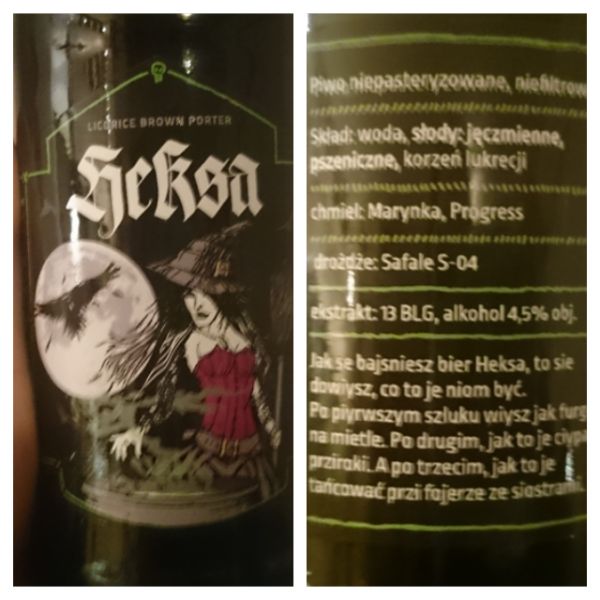 LICORICE BROWN PORTER
Heksa
Piwo niepasteryzowane, niefiltrow
Skład: woda, słody: jęczmienne,
pszeniczne, korzeń lukrecji
chmiel: Marynka, Progress
drożdże: Safale S-04
ekstrakt: 13 BLG, alkohol 4,5% obj.
Jak se bajsniesz bier Heksa, to sie
dowiysz, co to je niom być.
Po piyrwszym szluku wiysz jak furg
na mietle. Po drugim, jak to je ciypa
prziroki. A po trzecim, jak to je
tańcować przi fojerze ze siostrami.